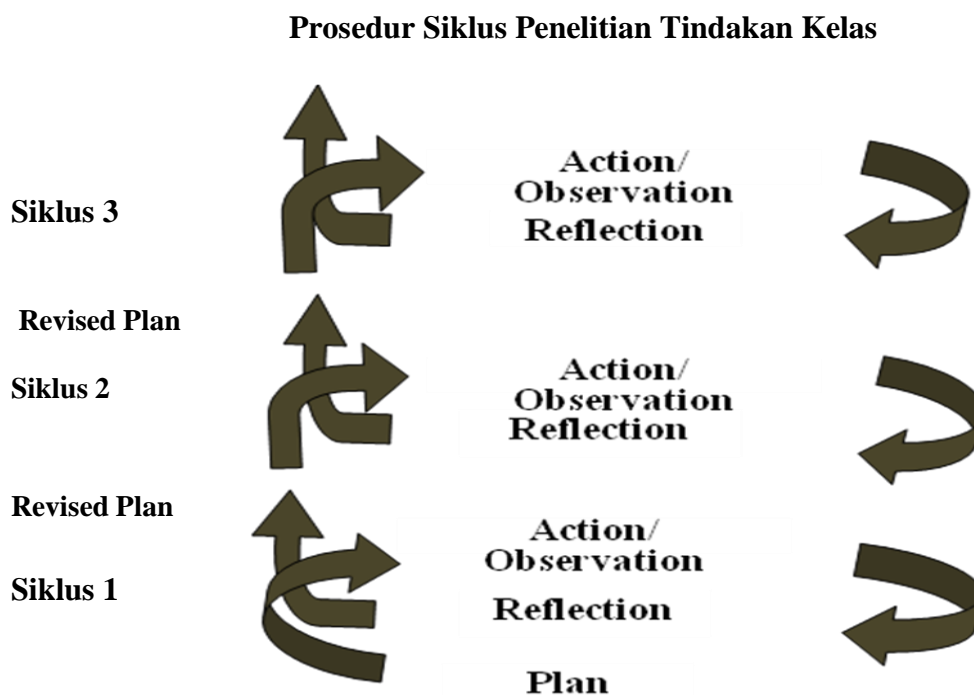 Prosedur Siklus Penelitian Tindakan Kelas
Action/
Observation
Siklus 3
Reflection
Revised Plan
Action/
Siklus 2
Observation
Reflection
Revised Plan
Action/
Observation
Siklus 1
Reflection
Plan